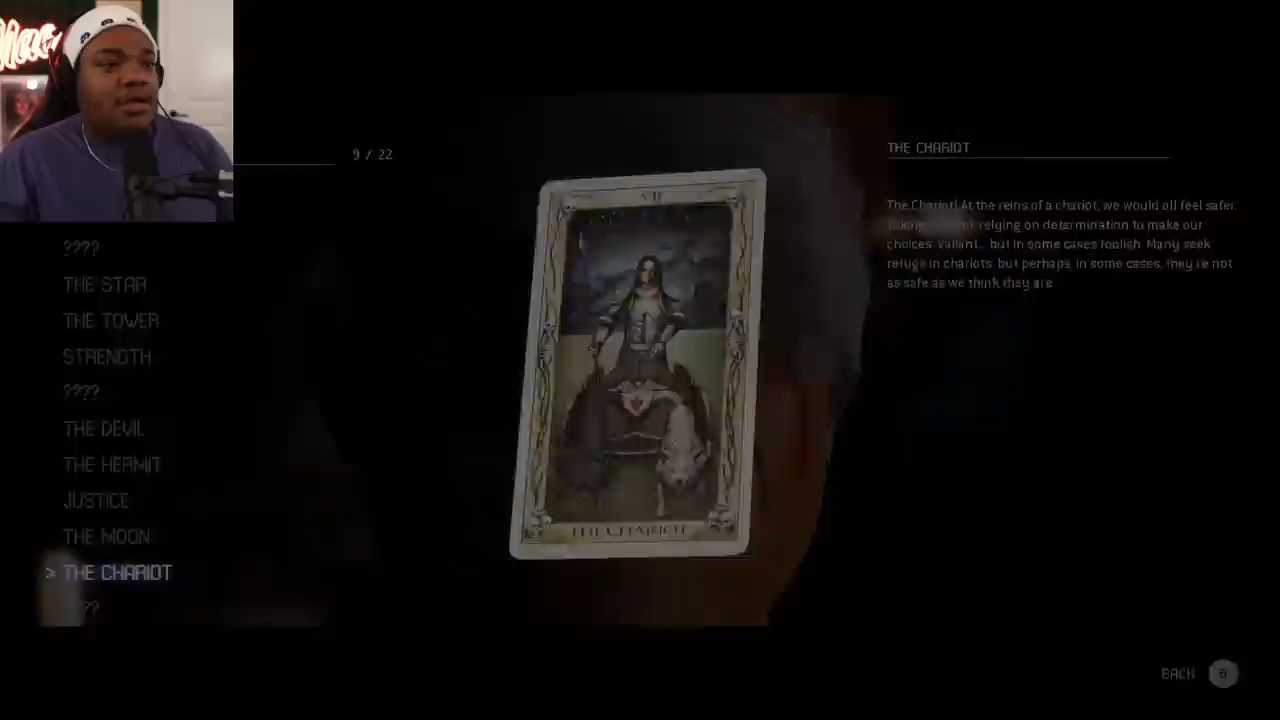 9 / 22
????
THE STAR
THE TOWER
STRENGTH
????
THE DEVIL
THE HERMIT
JUSTICE
THE MOON
> THE CHARIOT
??
VII
THE CHARIOT
THE CHARIOT
The Chariot! At the reins of a chariot, we would all feel safer.
relying on determination to make our
choices. Valiant... but in some cases foolish. Many seek
refuge in chariots, but perhaps, in some cases, they're not
as safe as we think they are.
BACK B